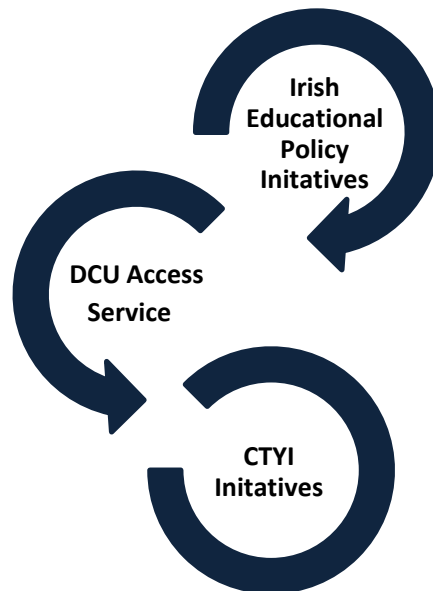 Irish
Educational
Policy
Initatives
DCU Access
Service
CTYI
Initatives